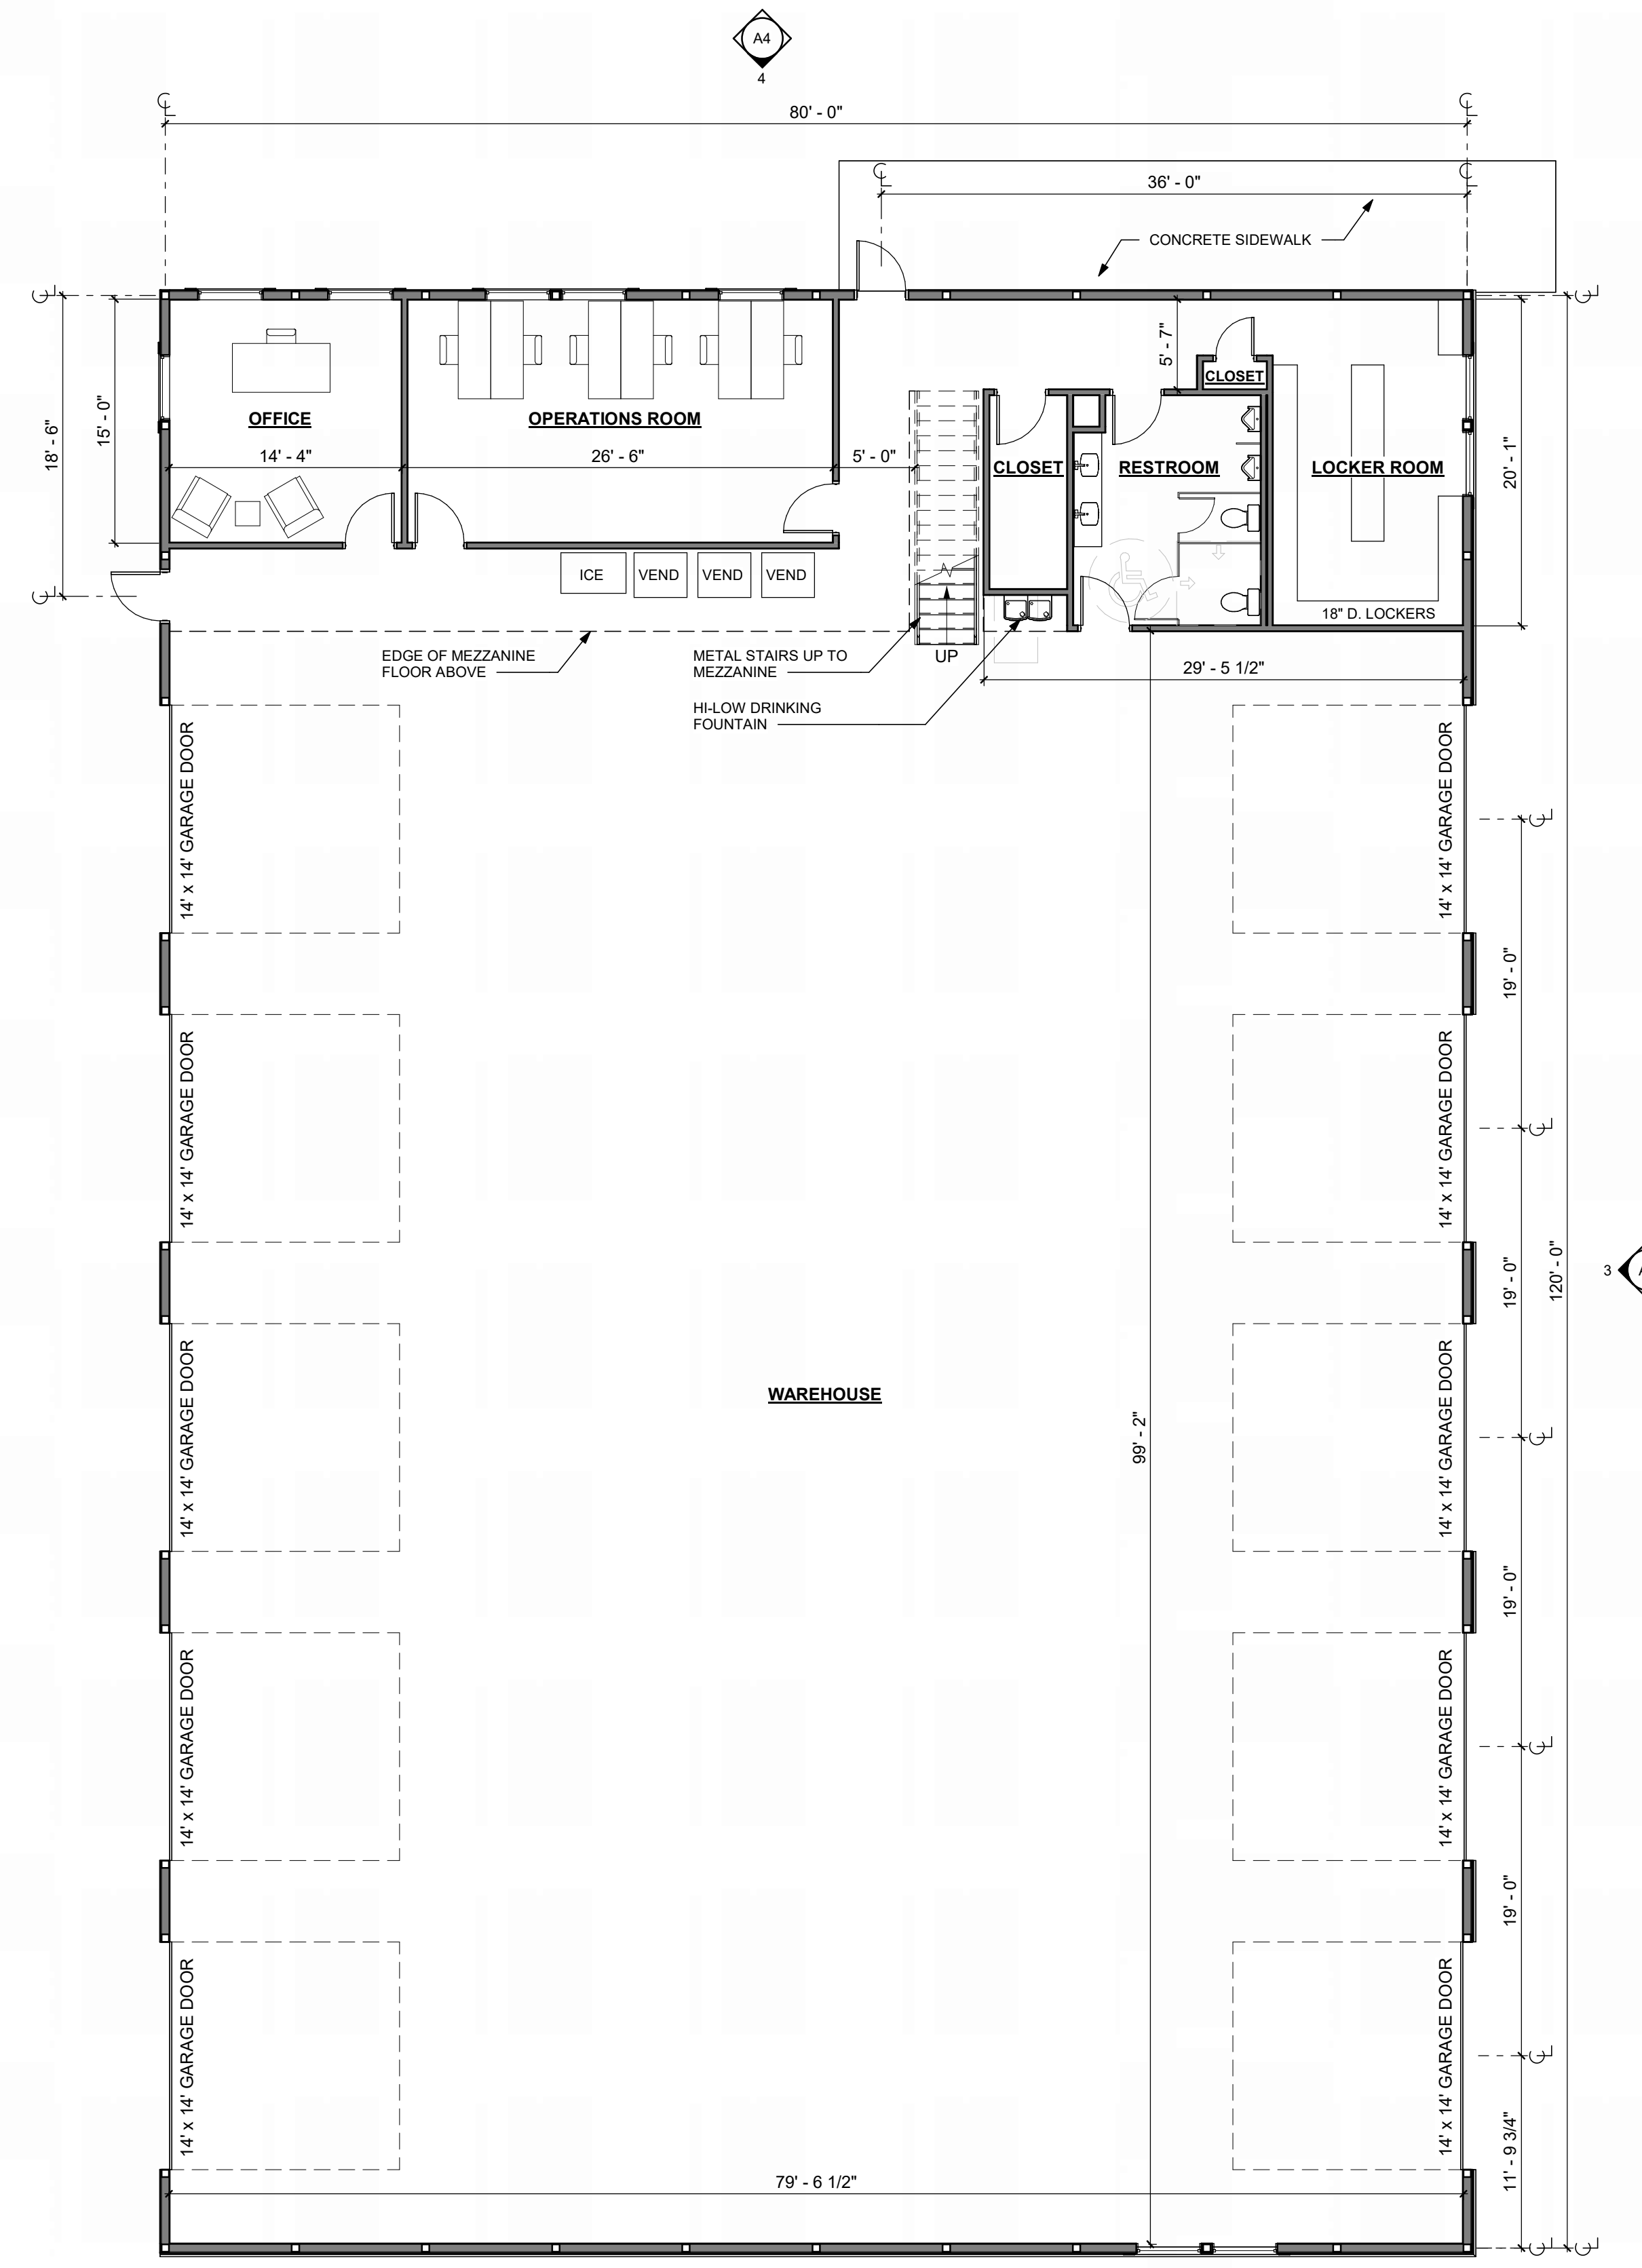 A4
4
80' - 0"
36' - 0"
CONCRETE SIDEWALK
18' - 6"
15' - 0"
5' - 7"
CLOSET
OFFICE
OPERATIONS ROOM
14' - 4"
26' - 6"
5' - 0"
CLOSET
RESTROOM
LOCKER ROOM
20' - 1"
ICE
VEND
VEND
VEND
18" D. LOCKERS
EDGE OF MEZZANINE
FLOOR ABOVE
METAL STAIRS UP TO
MEZZANINE
UP
29' - 5 1/2"
HI-LOW DRINKING
FOUNTAIN
14' x 14' GARAGE DOOR
14' x 14' GARAGE DOOR
19' - 0"
14' x 14' GARAGE DOOR
14' x 14' GARAGE DOOR
19' - 0"
120' - 0"
3
14' x 14' GARAGE DOOR
WAREHOUSE
99' - 2"
14' x 14' GARAGE DOOR
19' - 0"
14' x 14' GARAGE DOOR
14' x 14' GARAGE DOOR
19' - 0"
14' x 14' GARAGE DOOR
14' x 14' GARAGE DOOR
11' - 9 3/4"
79' - 6 1/2"